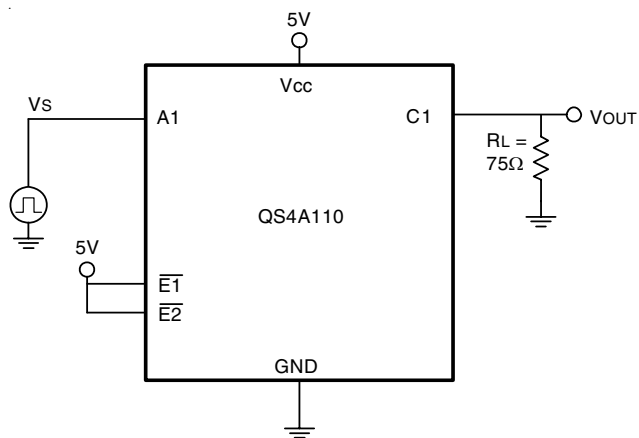 5V
Vcc
VS
A1
C1
VOUT
RL =
75Ω
QS4A110
5V
E1
E2
GND